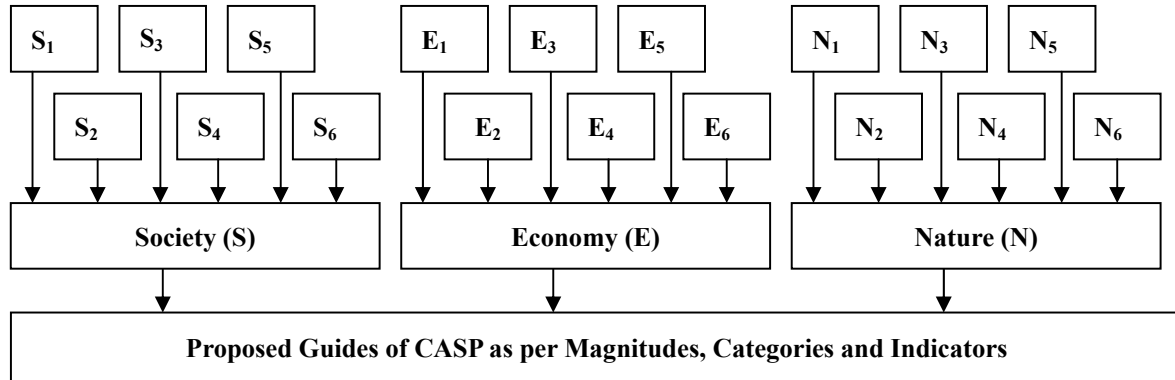 S₁ S₃ S₅ E₁ E₃ E₅ N₁ N₃ N₅
S₂ S₄ S₆ E₂ E₄ E₆ N₂ N₄ N₆
Society (S) Economy (E) Nature (N)
Proposed Guides of CASP as per Magnitudes, Categories and Indicators